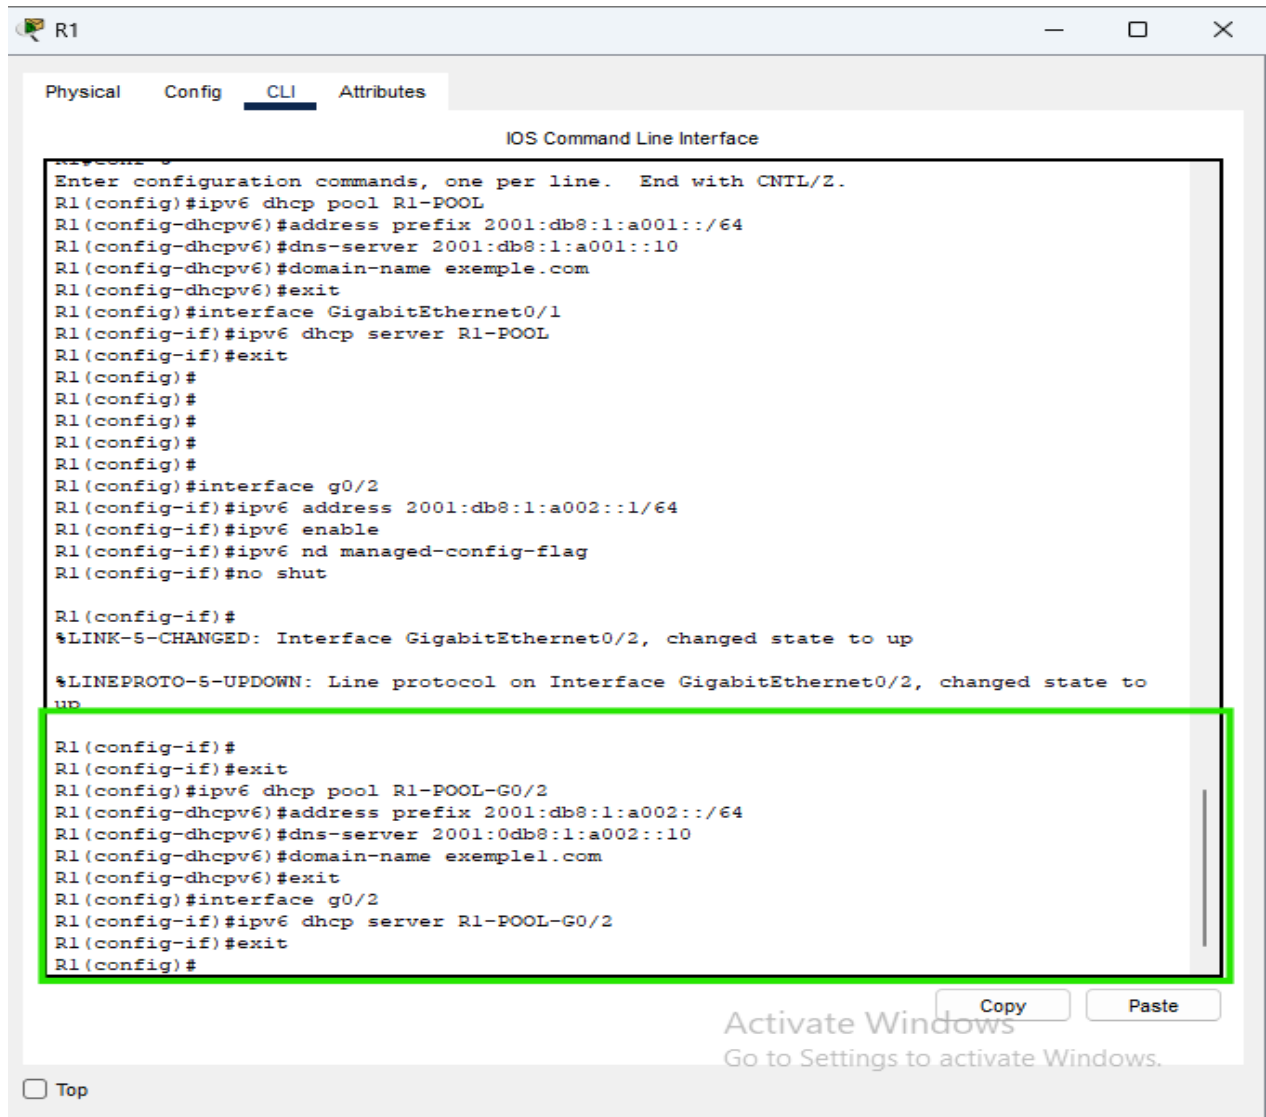 R1
Physical Config CLI Attributes
IOS Command Line Interface
Enter configuration commands, one per line.  End with CNTL/Z.
R1(config)#ipv6 dhcp pool R1-POOL
R1(config-dhcpv6)#address prefix 2001:db8:1:a001::/64
R1(config-dhcpv6)#dns-server 2001:db8:1:a001::10
R1(config-dhcpv6)#domain-name exemple.com
R1(config-dhcpv6)#exit
R1(config)#interface GigabitEthernet0/1
R1(config-if)#ipv6 dhcp server R1-POOL
R1(config-if)#exit
R1(config)#
R1(config)#
R1(config)#
R1(config)#
R1(config)#
R1(config)#interface g0/2
R1(config-if)#ipv6 address 2001:db8:1:a002::1/64
R1(config-if)#ipv6 enable
R1(config-if)#ipv6 nd managed-config-flag
R1(config-if)#no shut
R1(config-if)#
%LINK-5-CHANGED: Interface GigabitEthernet0/2, changed state to up
%LINEPROTO-5-UPDOWN: Line protocol on Interface GigabitEthernet0/2, changed state to
up
R1(config-if)#
R1(config-if)#exit
R1(config)#ipv6 dhcp pool R1-POOL-G0/2
R1(config-dhcpv6)#address prefix 2001:db8:1:a002::/64
R1(config-dhcpv6)#dns-server 2001:0db8:1:a002::10
R1(config-dhcpv6)#domain-name exemple1.com
R1(config-dhcpv6)#exit
R1(config)#interface g0/2
R1(config-if)#ipv6 dhcp server R1-POOL-G0/2
R1(config-if)#exit
R1(config)#
Copy Paste
Activate Windows
Go to Settings to activate Windows.
Top